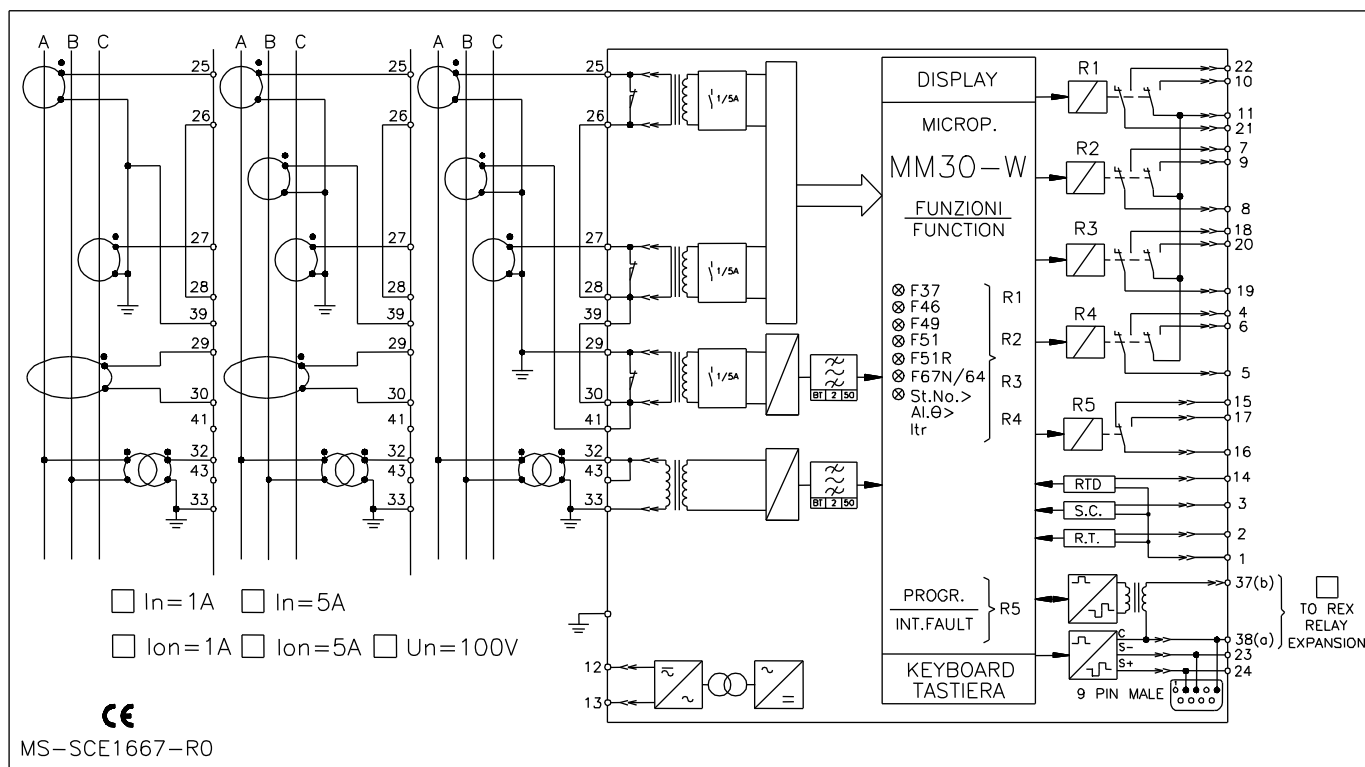 A B C
A B C
A B C
25
26
27
28
39
29
30
41
32
43
33
25
26
27
28
39
29
30
41
32
43
33
25
26
27
28
39
29
30
41
32
43
33
12
13
1/5A
1/5A
1/5A
BT 2 50
BT 2 50
DISPLAY
MICROP.
MM30-W
FUNZIONI
FUNCTION
F37
F46
F49
F51
F51R
F67N/64
St.No.>
Al.θ>
Itr
R1
R2
R3
R4
PROGR.
INT.FAULT
R5
KEYBOARD
TASTIERA
R1
R2
R3
R4
R5
RTD
S.C.
R.T.
22
10
11
21
7
9
8
18
20
19
4
6
5
15
17
16
14
3
2
1
37(b)
38(a)
23
24
C
S-
S+
1
9 PIN MALE
TO REX
RELAY
EXPANSION
In=1A In=5A
Ion=1A Ion=5A Un=100V
CE
MS-SCE1667-R0